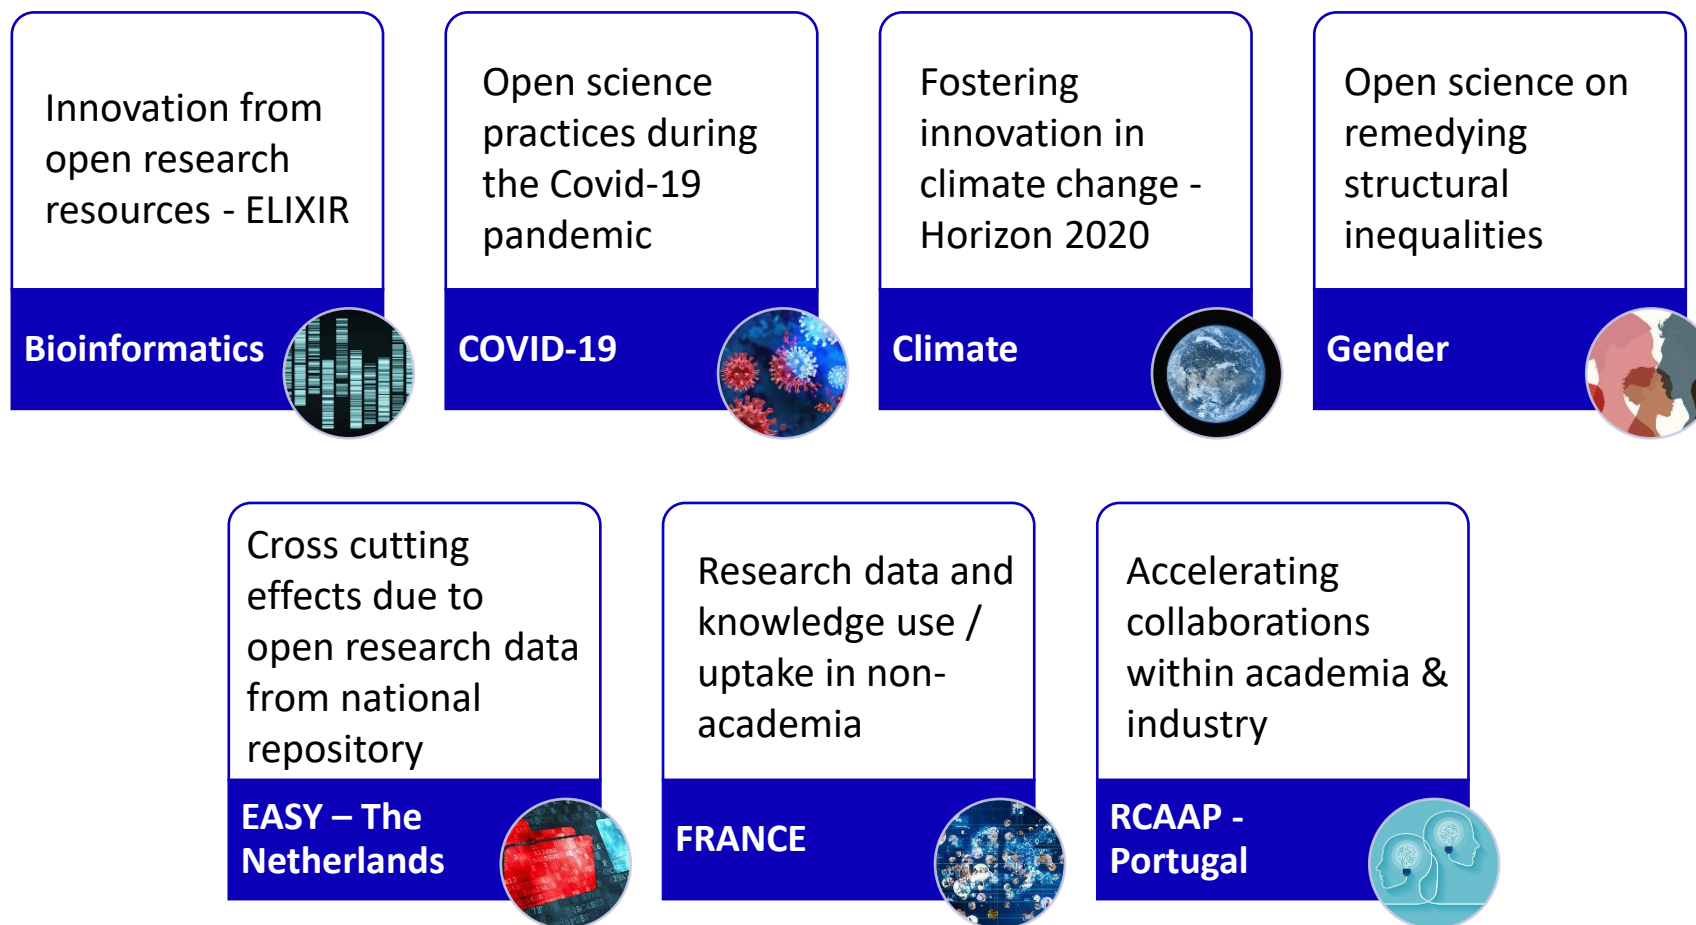 Innovation from
open research
resources - ELIXIR
Bioinformatics
Open science
practices during
the Covid-19
pandemic
COVID-19
Fostering
innovation in
climate change -
Horizon 2020
Climate
Open science on
remedying
structural
inequalities
Gender
Cross cutting
effects due to
open research data
from national
repository
EASY – The
Netherlands
Research data and
knowledge use /
uptake in non-
academia
FRANCE
Accelerating
collaborations
within academia &
industry
RCAAP -
Portugal